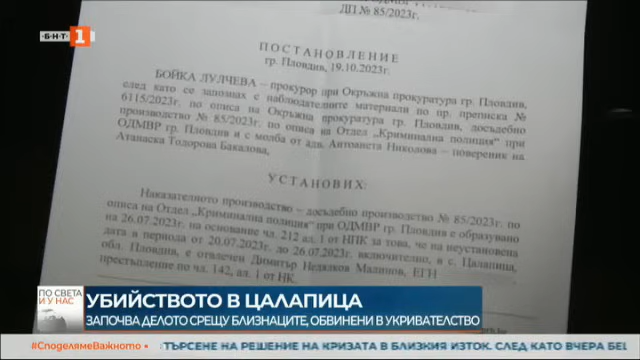 ДП № 85/2023г.
БНТ 1
ПОСТАНОВЛЕНИЕ
гр. Пловдив, 19.10.2023г.
БОЙКА ЛУЛЧЕВА – прокурор при Окръжна прокуратура гр. Пловдив,
след като се запознах с наблюдателните материали по пр. преписка №
6115/2023г. по описа на Окръжна прокуратура гр. Пловдив, досъдебно
производство № 85/2023г. по описа на Отдел „Криминална полиция“ при
ОДМВР гр. Пловдив и с молба от адв. Антоанета Николова – повереник на
Атанаска Тодорова Бакалова,
УСТАНОВИХ:
Наказателното производство – досъдебно производство № 85/2023г. по
описа на Отдел „Криминална полиция“ при ОДМВР гр. Пловдив е образувано
на 26.07.2023г. на основание чл. 212 ал. 1 от НПК за това, че на неустановена
дата в периода от 20.07.2023г. до 26.07.2023г. включително, в с. Цалапица,
обл. Пловдив, е отвлечен Димитър Недялков Малинов, ЕГН
престъпление по чл. 142, ал. 1 от НК.
ПО СВЕТА
И У НАС
УБИЙСТВОТО В ЦАЛАПИЦА
ЗАПОЧВА ДЕЛОТО СРЕЩУ БЛИЗНАЦИТЕ, ОБВИНЕНИ В УКРИВАТЕЛСТВО
#СподелямеВажното ТЪРСЕНЕ НА РЕШЕНИЕ НА КРИЗАТА В БЛИЗКИЯ ИЗТОК. СЛЕД КАТО ВЧЕРА БЕШ